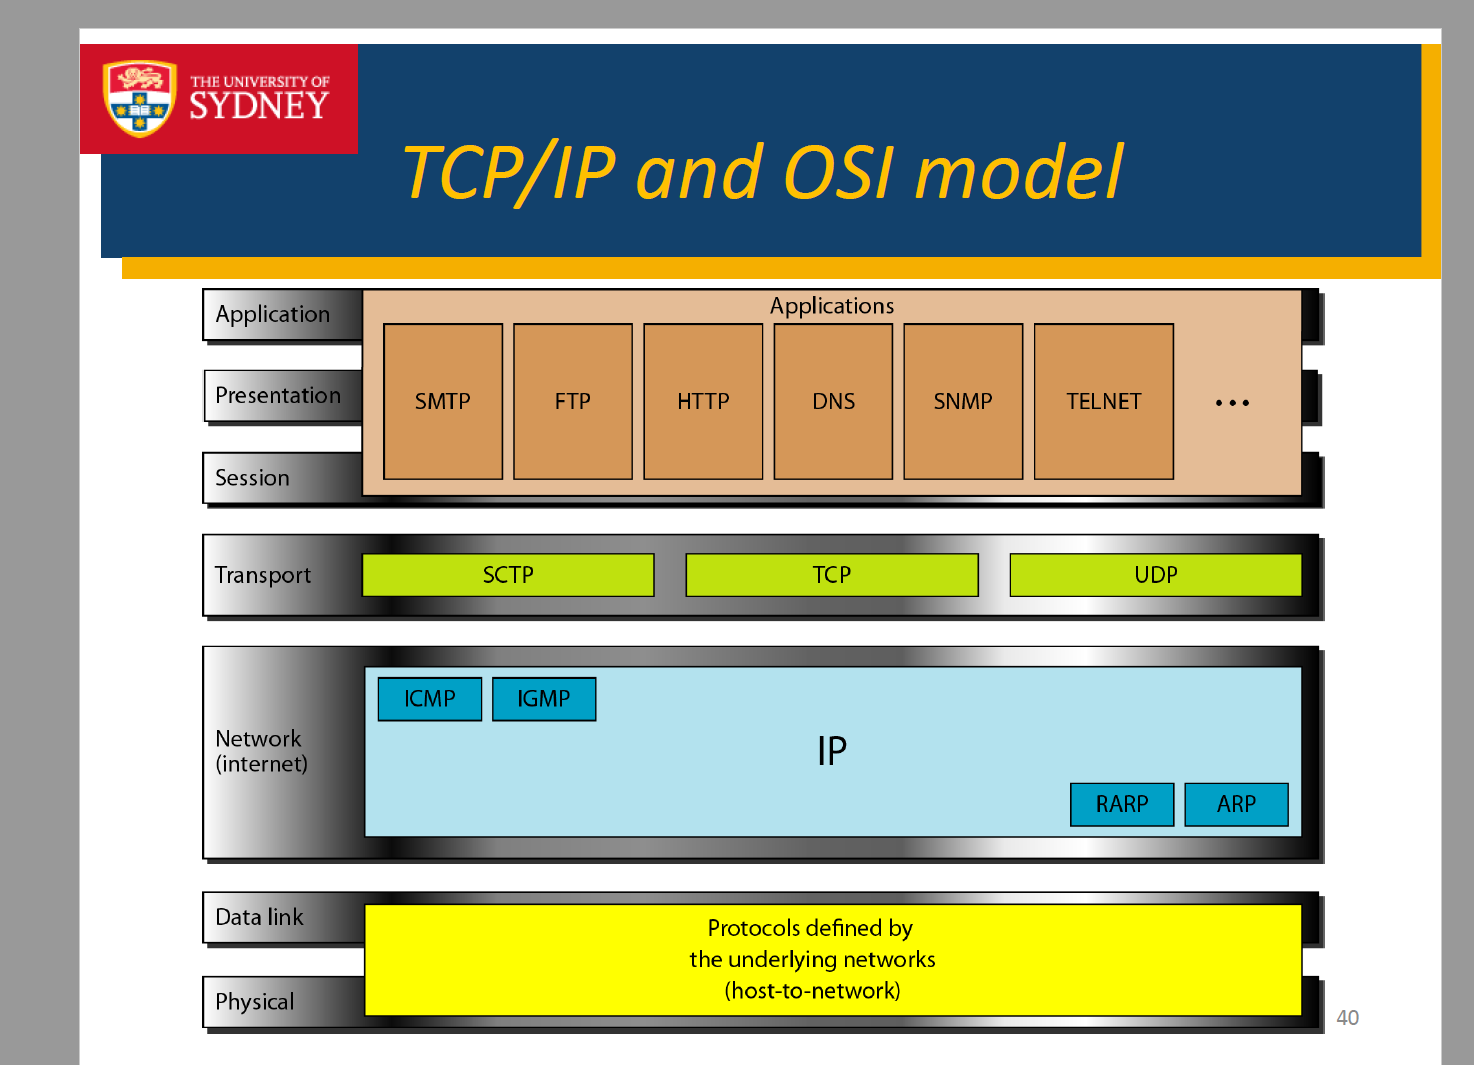 THE UNIVERSITY OF
SYDNEY
TCP/IP and OSI model
Application
Applications
Presentation
SMTP
FTP
HTTP
DNS
SNMP
TELNET
...
Session
Transport
SCTP
TCP
UDP
ICMP
IGMP
Network
(internet)
IP
RARP
ARP
Data link
Protocols defined by
the underlying networks
(host-to-network)
Physical
40